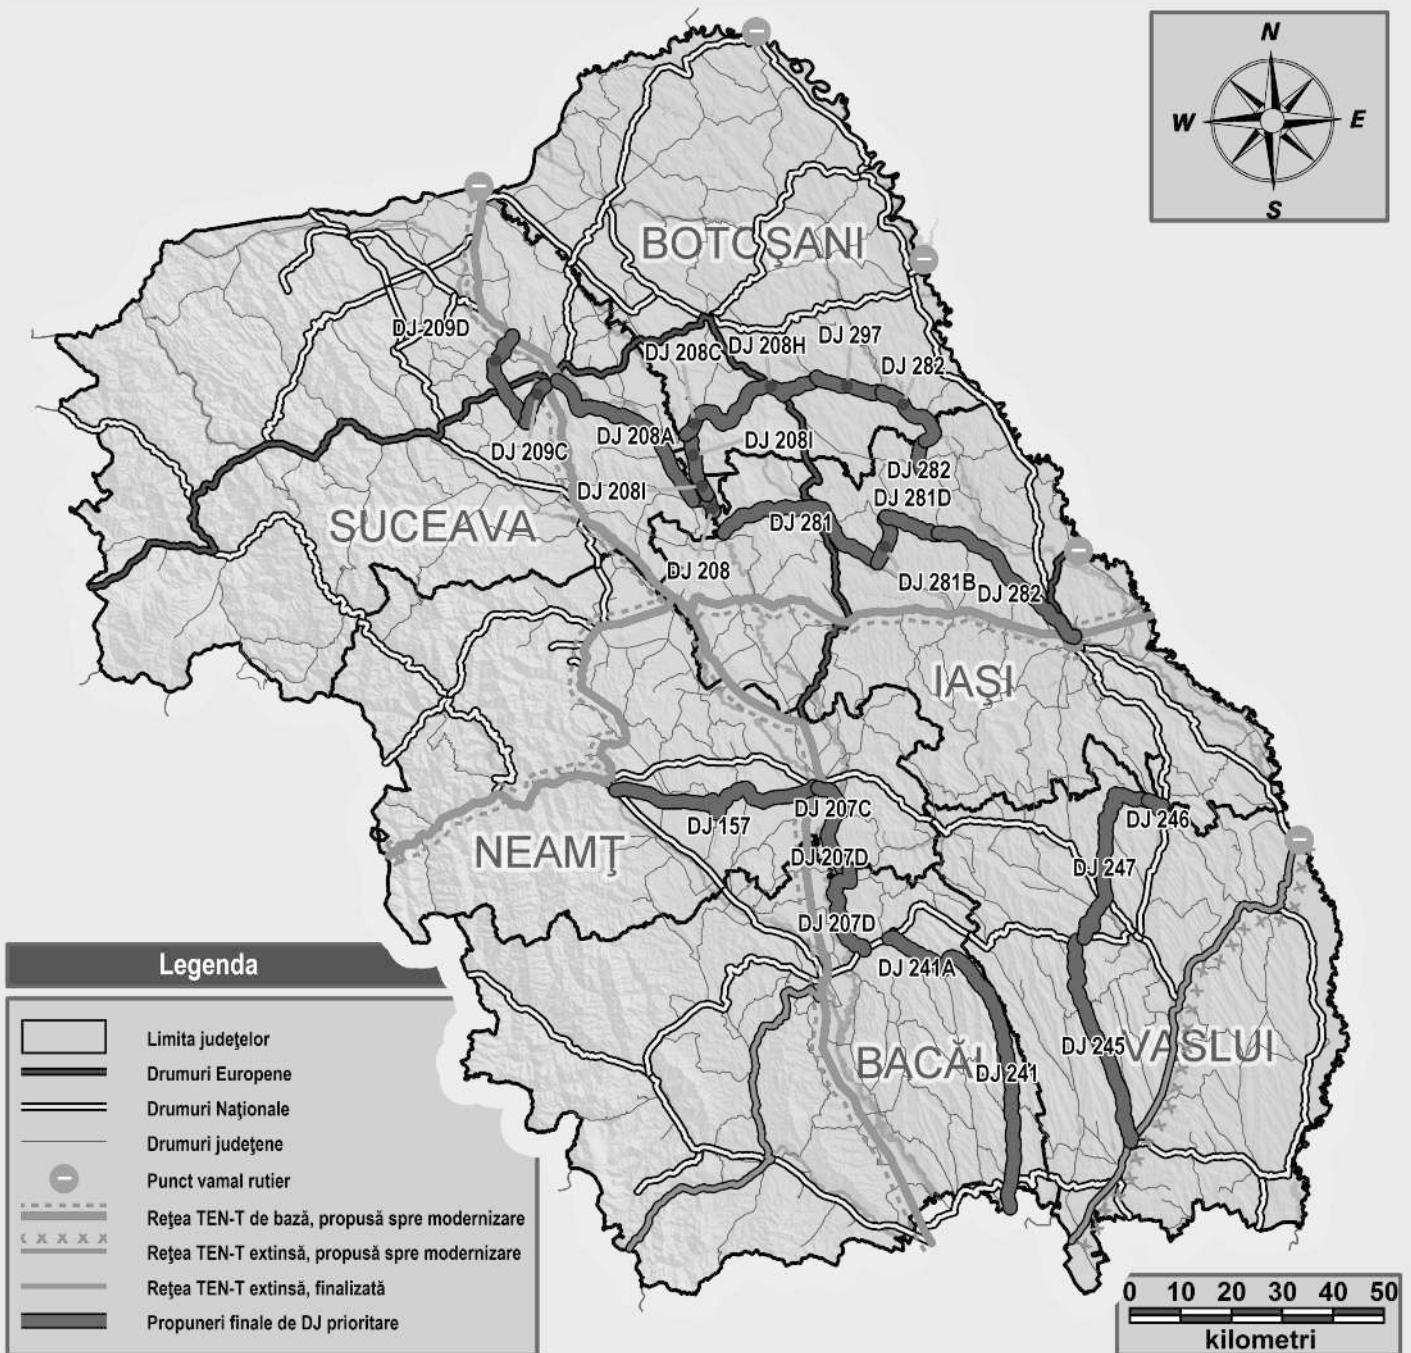 N
W
E
S
BOTOŞANI
DJ 209D
DJ 297
DJ 208C
DJ 208H
DJ 282
DJ 208A
DJ 208I
DJ 209C
DJ 282
DJ 208I
DJ 281D
SUCEAVA
DJ 281
DJ 208
DJ 281B
DJ 282
IAŞI
DJ 207C
DJ 246
DJ 157
NEAMŢ
DJ 207D
DJ 247
DJ 207D
DJ 241A
DJ 245
VASLUI
BACĂU
DJ 241
Legenda
Limita judeţelor
Drumuri Europene
Drumuri Naţionale
Drumuri judeţene
Punct vamal rutier
Reţea TEN-T de bază, propusă spre modernizare
x x x x x
Reţea TEN-T extinsă, propusă spre modernizare
Reţea TEN-T extinsă, finalizată
Propuneri finale de DJ prioritare
0 10 20 30 40 50
kilometri